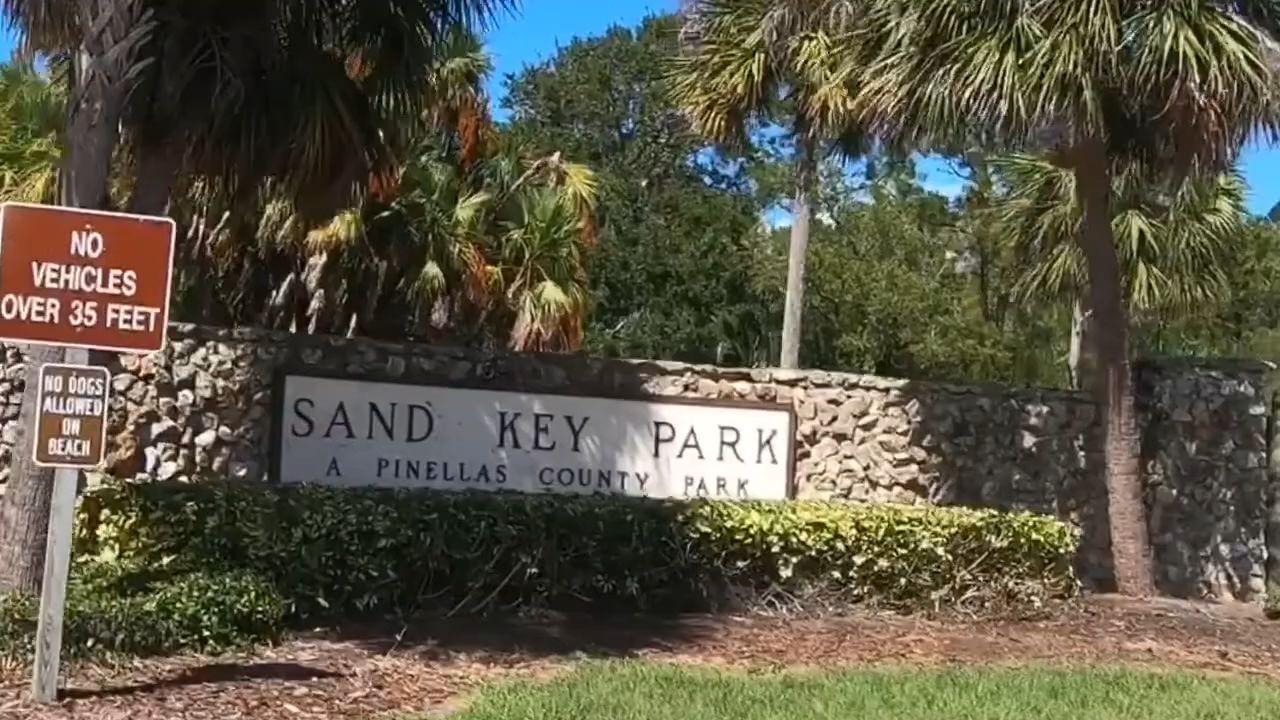 NO
VEHICLES
OVER 35 FEET
NO DOGS
ALLOWED
ON
BEACH
SAND KEY PARK
A PINELLAS COUNTY PARK